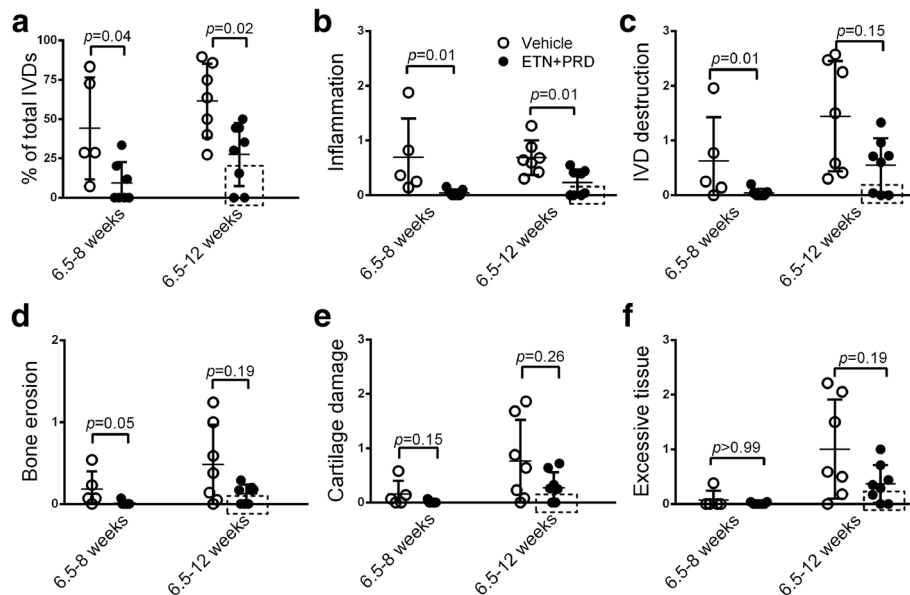 a
% of total IVDs
100
75
50
25
0
p=0.04
p=0.02
6.5-8 weeks
6.5-12 weeks
b
Inflammation
3
2
1
0
p=0.01
p=0.01
Vehicle
ETN+PRD
6.5-8 weeks
6.5-12 weeks
c
IVD destruction
3
2
1
0
p=0.01
p=0.15
6.5-8 weeks
6.5-12 weeks
d
Bone erosion
2
1
0
p=0.05
p=0.19
6.5-8 weeks
6.5-12 weeks
e
Cartilage damage
3
2
1
0
p=0.15
p=0.26
6.5-8 weeks
6.5-12 weeks
f
Excessive tissue
3
2
1
0
p>0.99
p=0.19
6.5-8 weeks
6.5-12 weeks